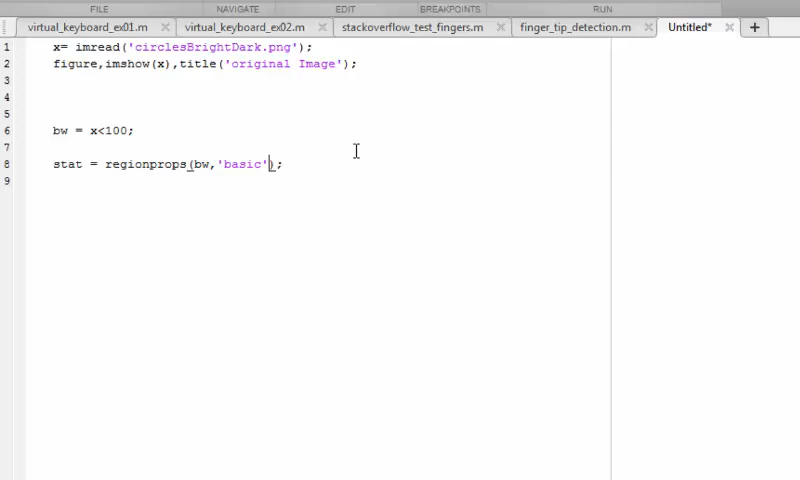 FILE NAVIGATE EDIT BREAKPOINTS RUN
virtual_keyboard_ex01.m virtual_keyboard_ex02.m stackoverflow_test_fingers.m finger_tip_detection.m Untitled*
1 x= imread('circlesBrightDark.png');
2 figure,imshow(x),title('original Image');
3
4
5
6 bw = x<100;
7
8 stat = regionprops(bw,'basic');
9